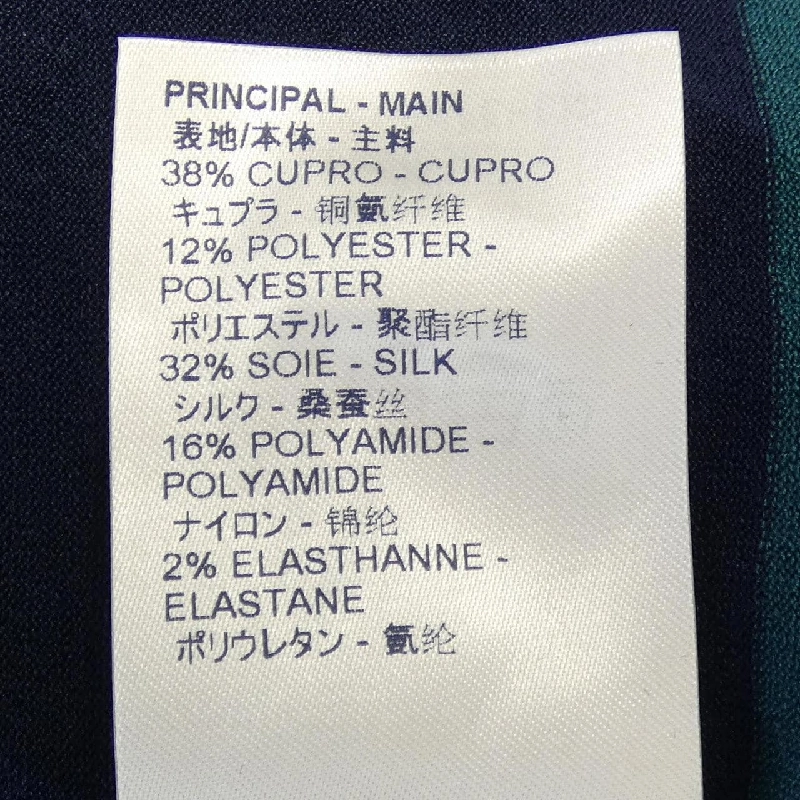 PRINCIPAL - MAIN
表地/本体 - 主料
38% CUPRO - CUPRO
キュプラ - 铜氨纤维
12% POLYESTER -
POLYESTER
ポリエステル - 聚酯纤维
32% SOIE - SILK
シルク - 桑蚕丝
16% POLYAMIDE -
POLYAMIDE
ナイロン - 锦纶
2% ELASTHANNE -
ELASTANE
ポリウレタン - 氨纶